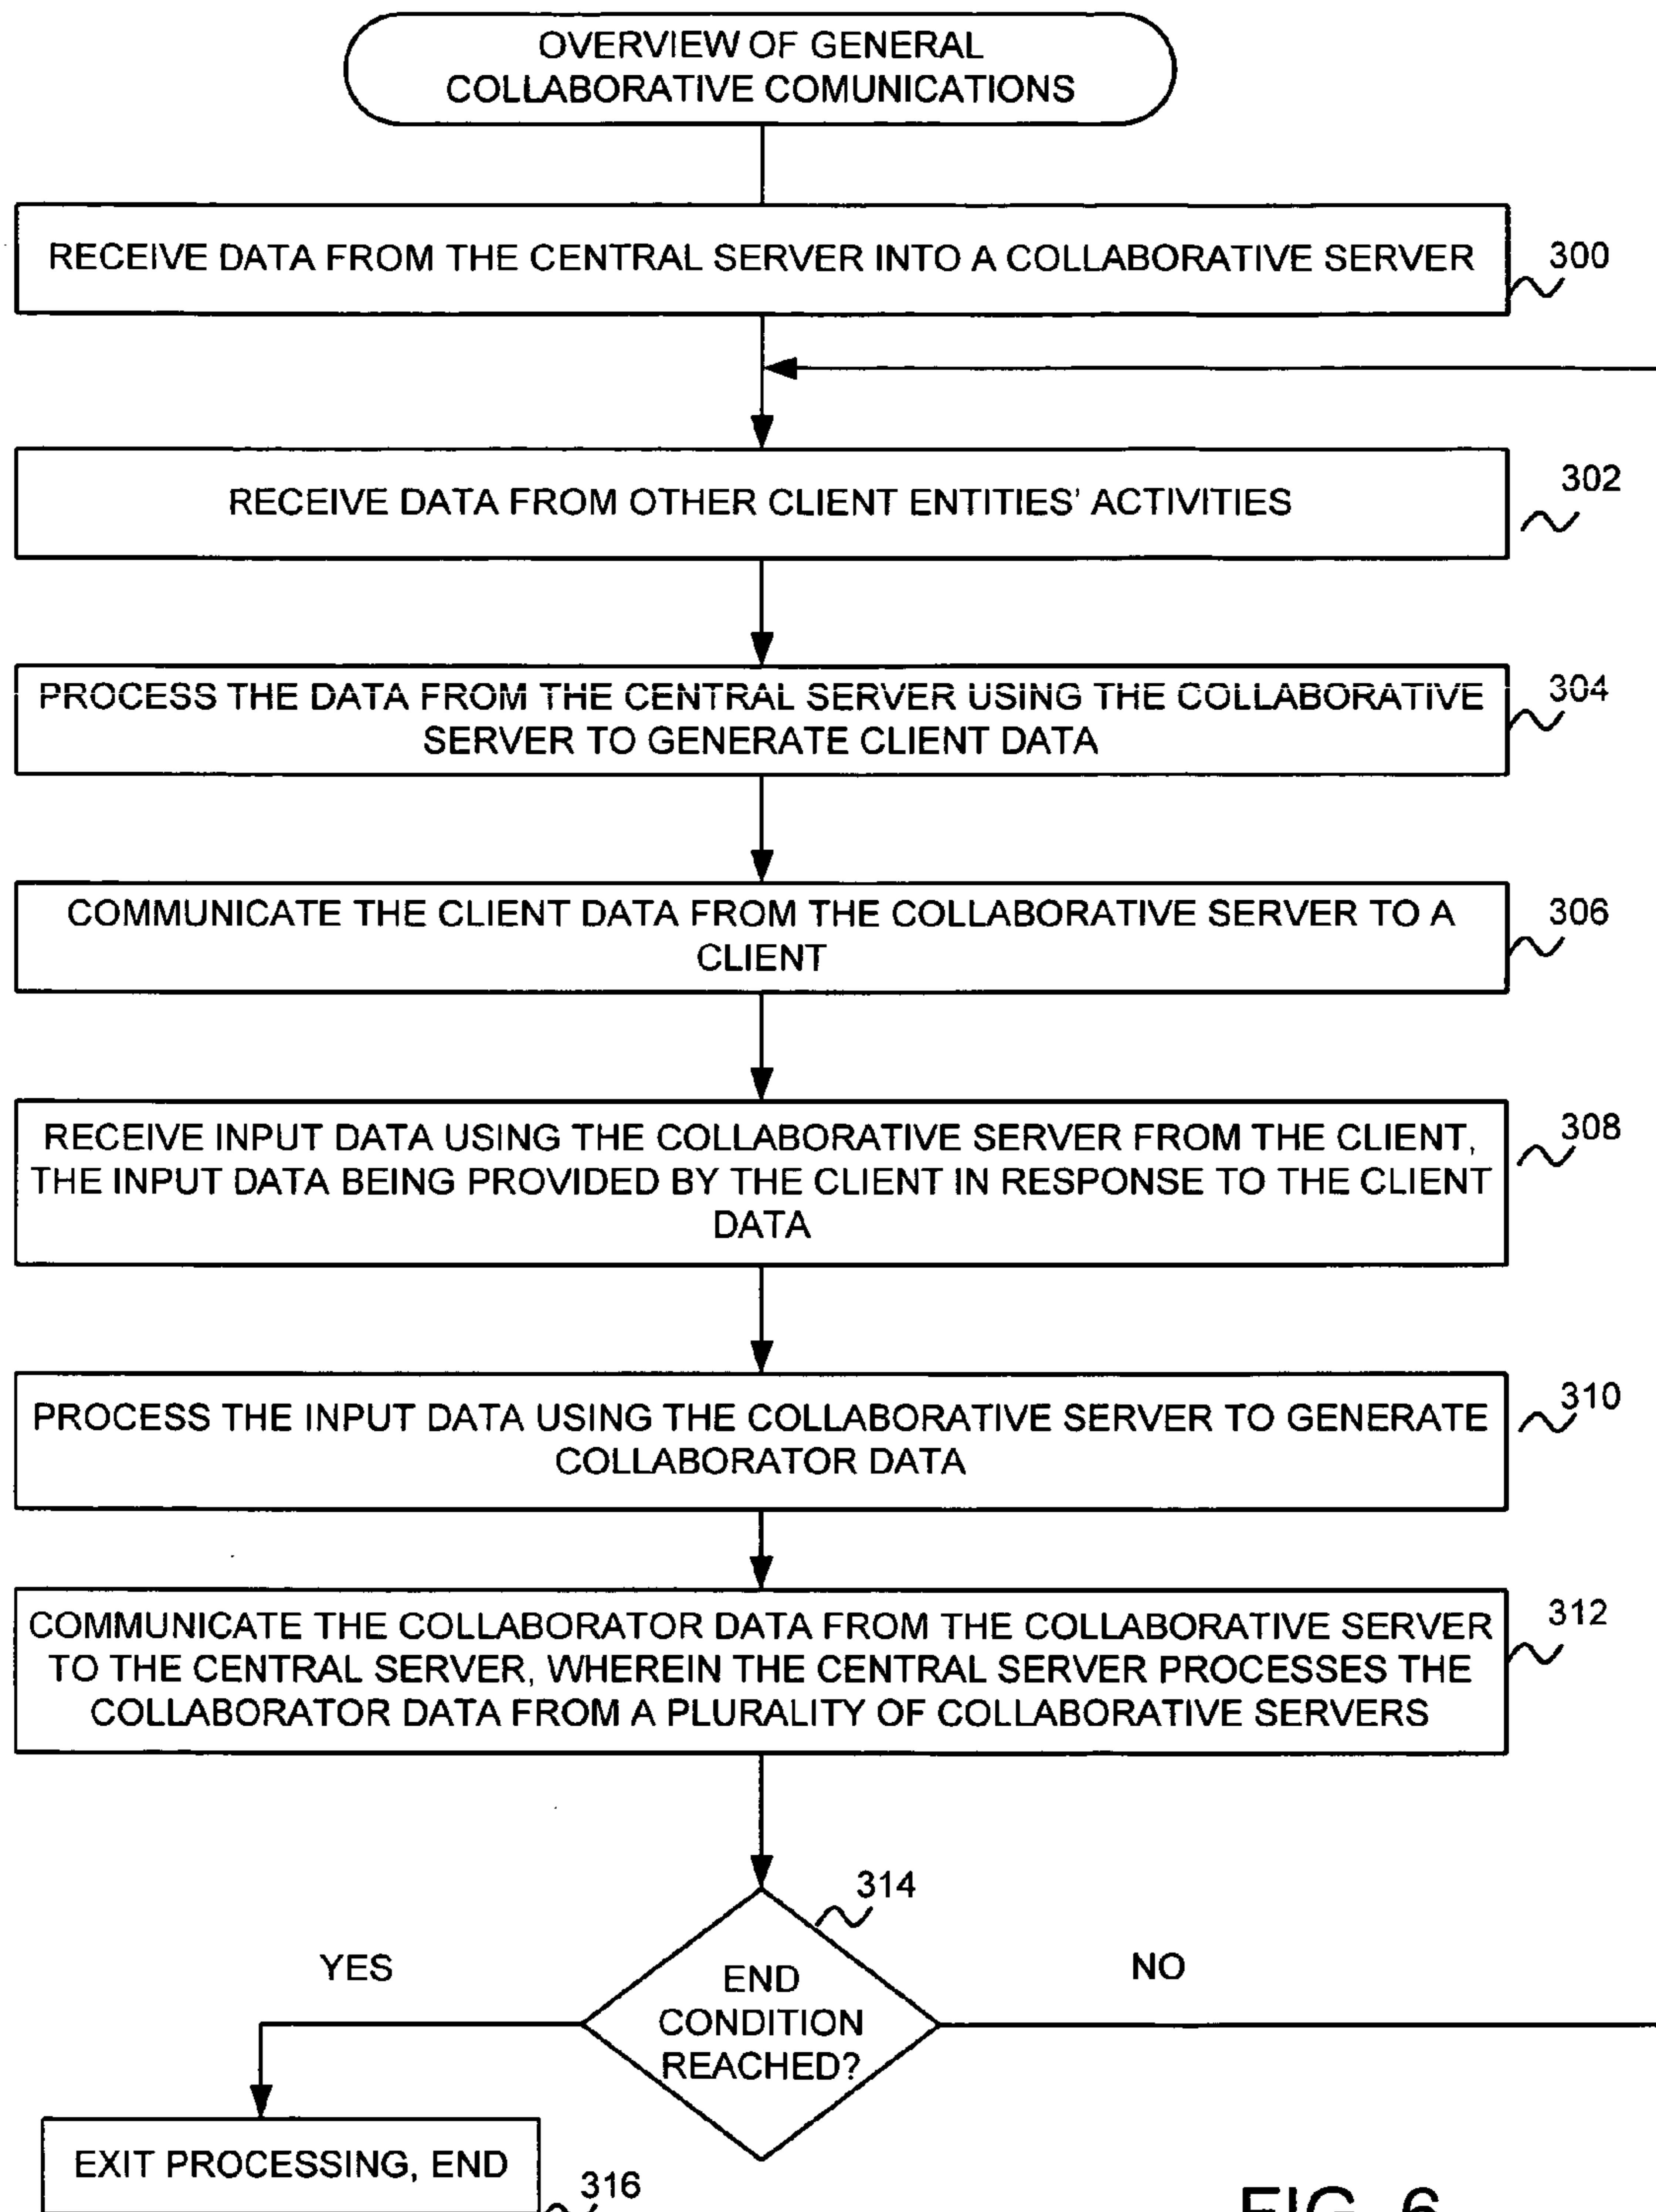 OVERVIEW OF GENERAL
COLLABORATIVE COMUNICATIONS
RECEIVE DATA FROM THE CENTRAL SERVER INTO A COLLABORATIVE SERVER
300
RECEIVE DATA FROM OTHER CLIENT ENTITIES' ACTIVITIES
302
PROCESS THE DATA FROM THE CENTRAL SERVER USING THE COLLABORATIVE
SERVER TO GENERATE CLIENT DATA
304
COMMUNICATE THE CLIENT DATA FROM THE COLLABORATIVE SERVER TO A
CLIENT
306
RECEIVE INPUT DATA USING THE COLLABORATIVE SERVER FROM THE CLIENT,
THE INPUT DATA BEING PROVIDED BY THE CLIENT IN RESPONSE TO THE CLIENT
DATA
308
PROCESS THE INPUT DATA USING THE COLLABORATIVE SERVER TO GENERATE
COLLABORATOR DATA
310
COMMUNICATE THE COLLABORATOR DATA FROM THE COLLABORATIVE SERVER
TO THE CENTRAL SERVER, WHEREIN THE CENTRAL SERVER PROCESSES THE
COLLABORATOR DATA FROM A PLURALITY OF COLLABORATIVE SERVERS
312
314
YES
NO
END
CONDITION
REACHED?
EXIT PROCESSING, END
316
FIG. 6